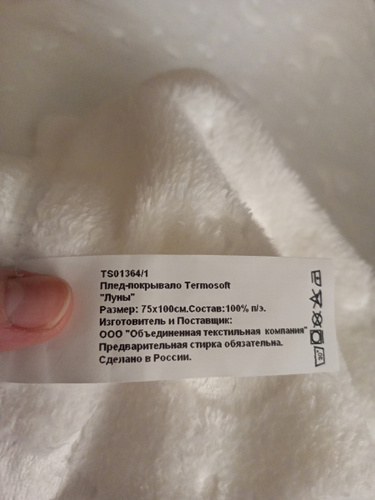 TS01364/1
Плед-покрывало Termosoft
"Луны"
Размер: 75х100см.Состав:100% п/э.
Изготовитель и Поставщик:
ООО "Объединенная текстильная компания"
Предварительная стирка обязательна.
Сделано в России.